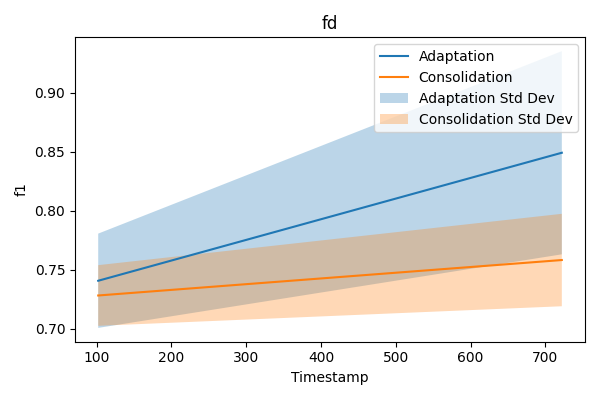 fd
Adaptation
Consolidation
Adaptation Std Dev
Consolidation Std Dev
f1
0.90
0.85
0.80
0.75
0.70
100 200 300 400 500 600 700
Timestamp